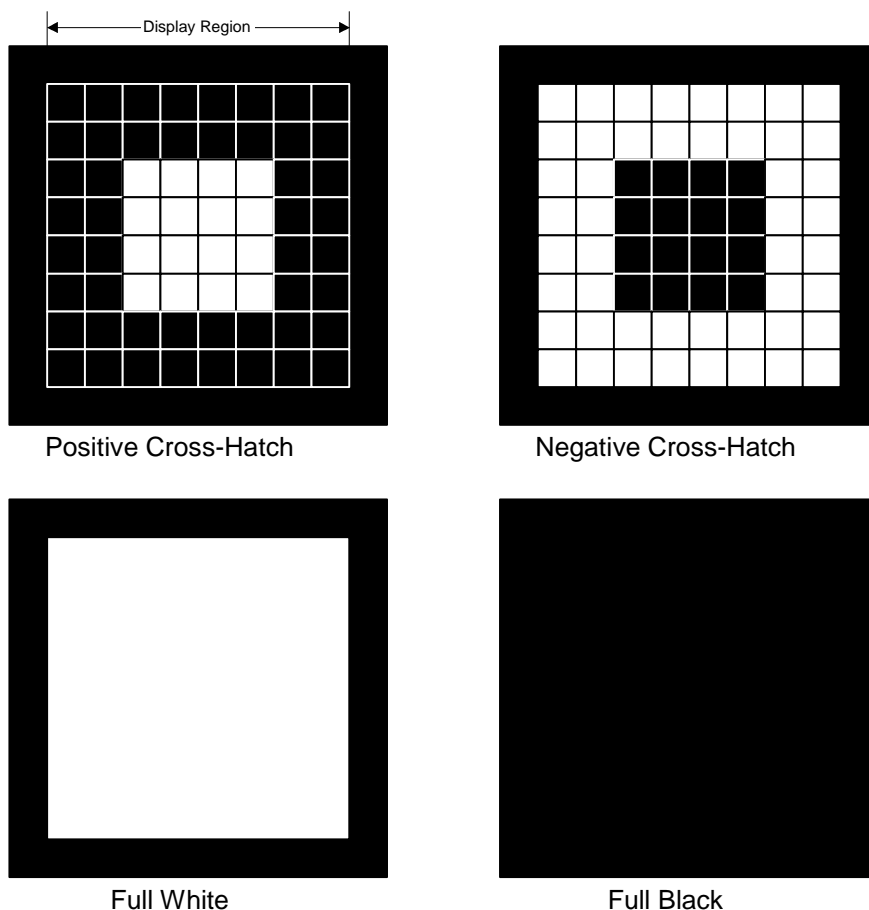 Display Region
Positive Cross-Hatch
Negative Cross-Hatch
Full White
Full Black